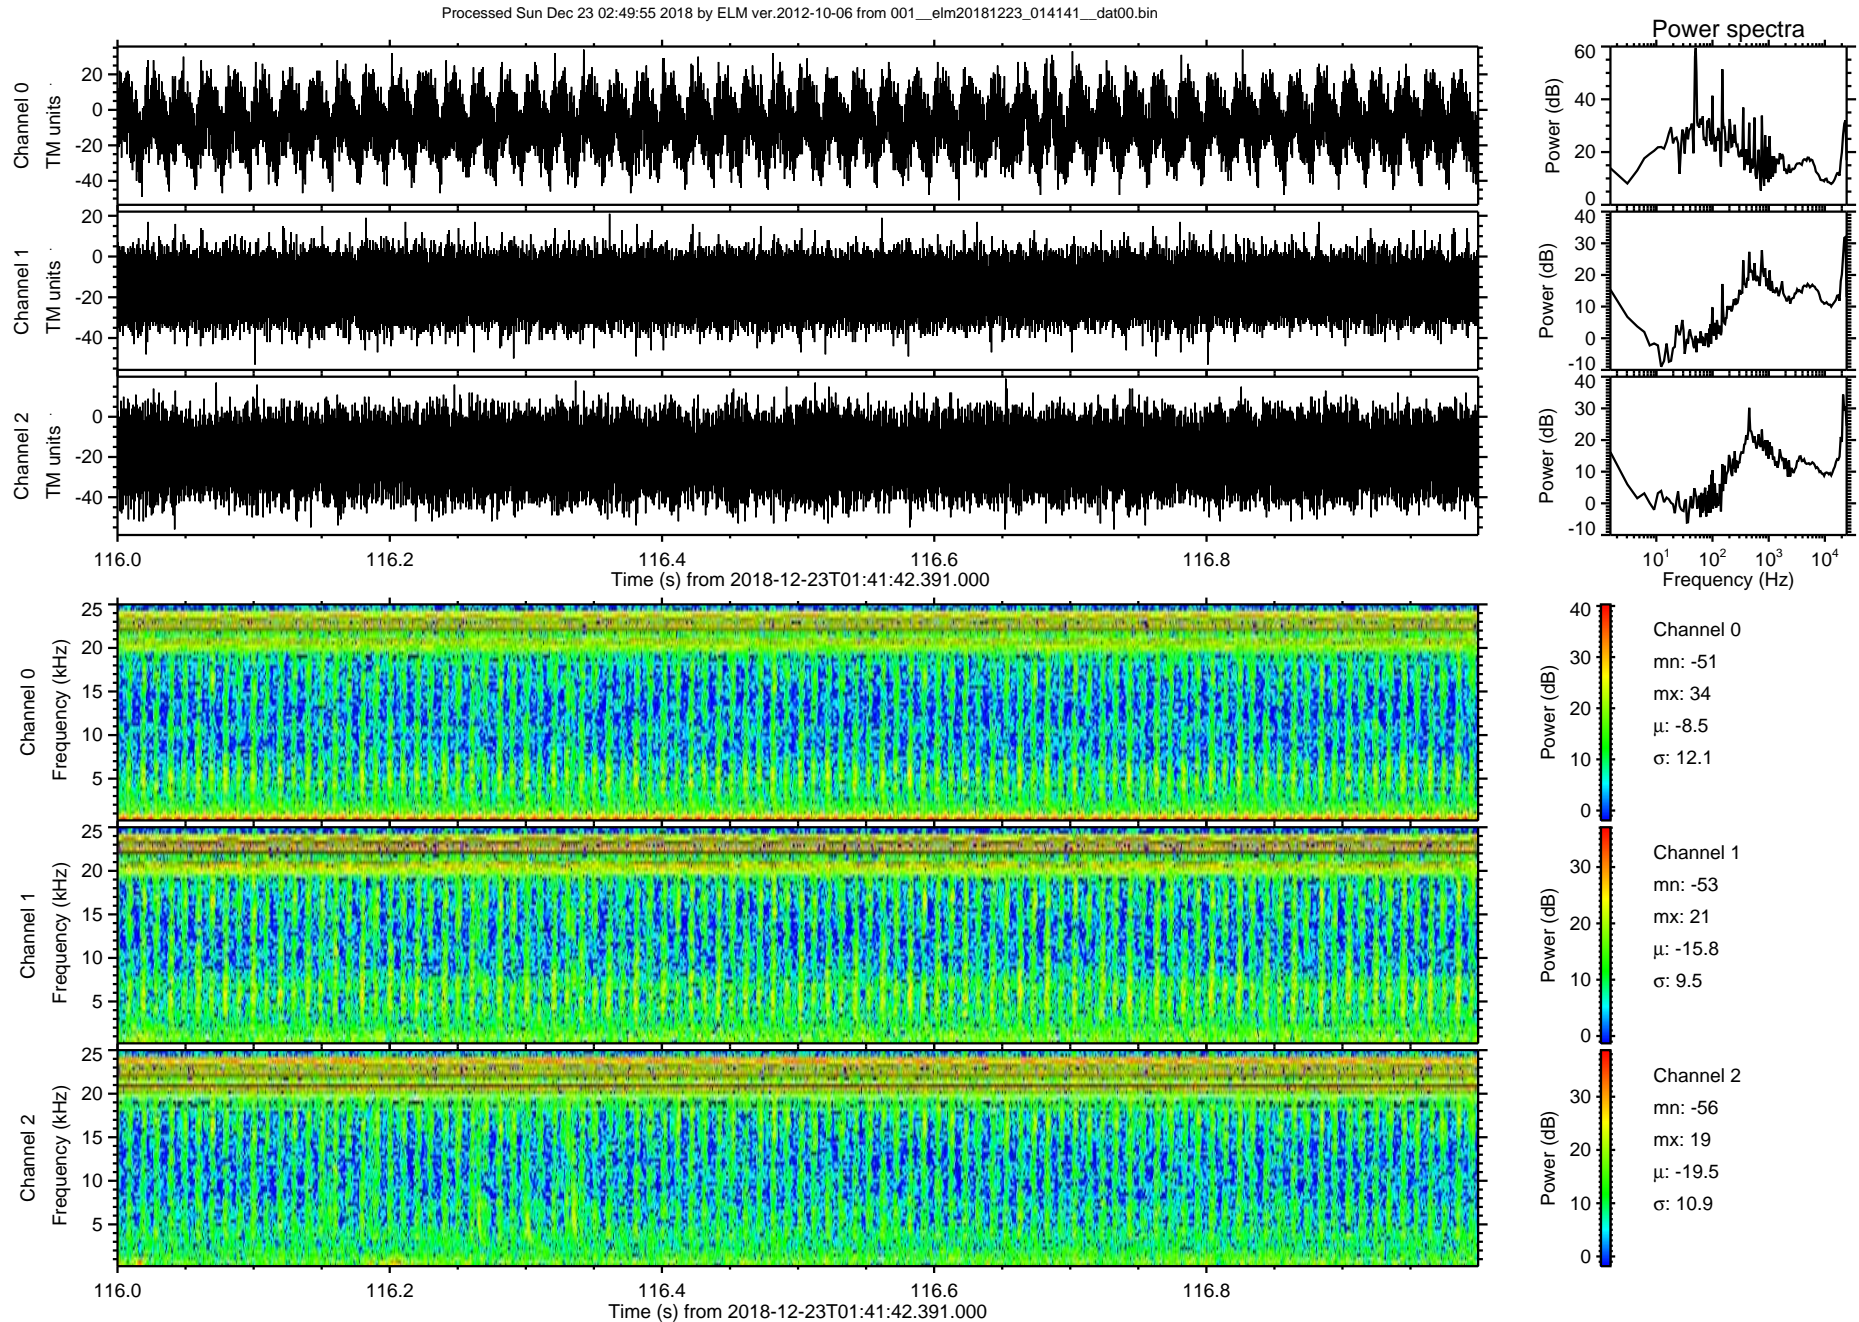 Processed Sun Dec 23 02:49:55 2018 by ELM ver.2012-10-06 from 001__elm20181223_014141__dat00.bin
Power spectra
Channel 0
TM units
20
0
-20
-40
Power (dB)
60
40
20
0
Channel 1
TM units
20
0
-20
-40
Power (dB)
40
30
20
10
0
-10
Channel 2
TM units
0
-20
-40
Power (dB)
40
30
20
10
0
-10
116.0 116.2 116.4 116.6 116.8
Time (s) from 2018-12-23T01:41:42.391.000
10¹ 10² 10³ 10⁴
Frequency (Hz)
Channel 0
Frequency (kHz)
25
20
15
10
5
Power (dB)
40
30
20
10
0
Channel 0
mn: -51
mx: 34
μ: -8.5
σ: 12.1
Channel 1
Frequency (kHz)
25
20
15
10
5
Power (dB)
30
20
10
0
Channel 1
mn: -53
mx: 21
μ: -15.8
σ: 9.5
Channel 2
Frequency (kHz)
25
20
15
10
5
Power (dB)
30
20
10
0
Channel 2
mn: -56
mx: 19
μ: -19.5
σ: 10.9
116.0 116.2 116.4 116.6 116.8
Time (s) from 2018-12-23T01:41:42.391.000